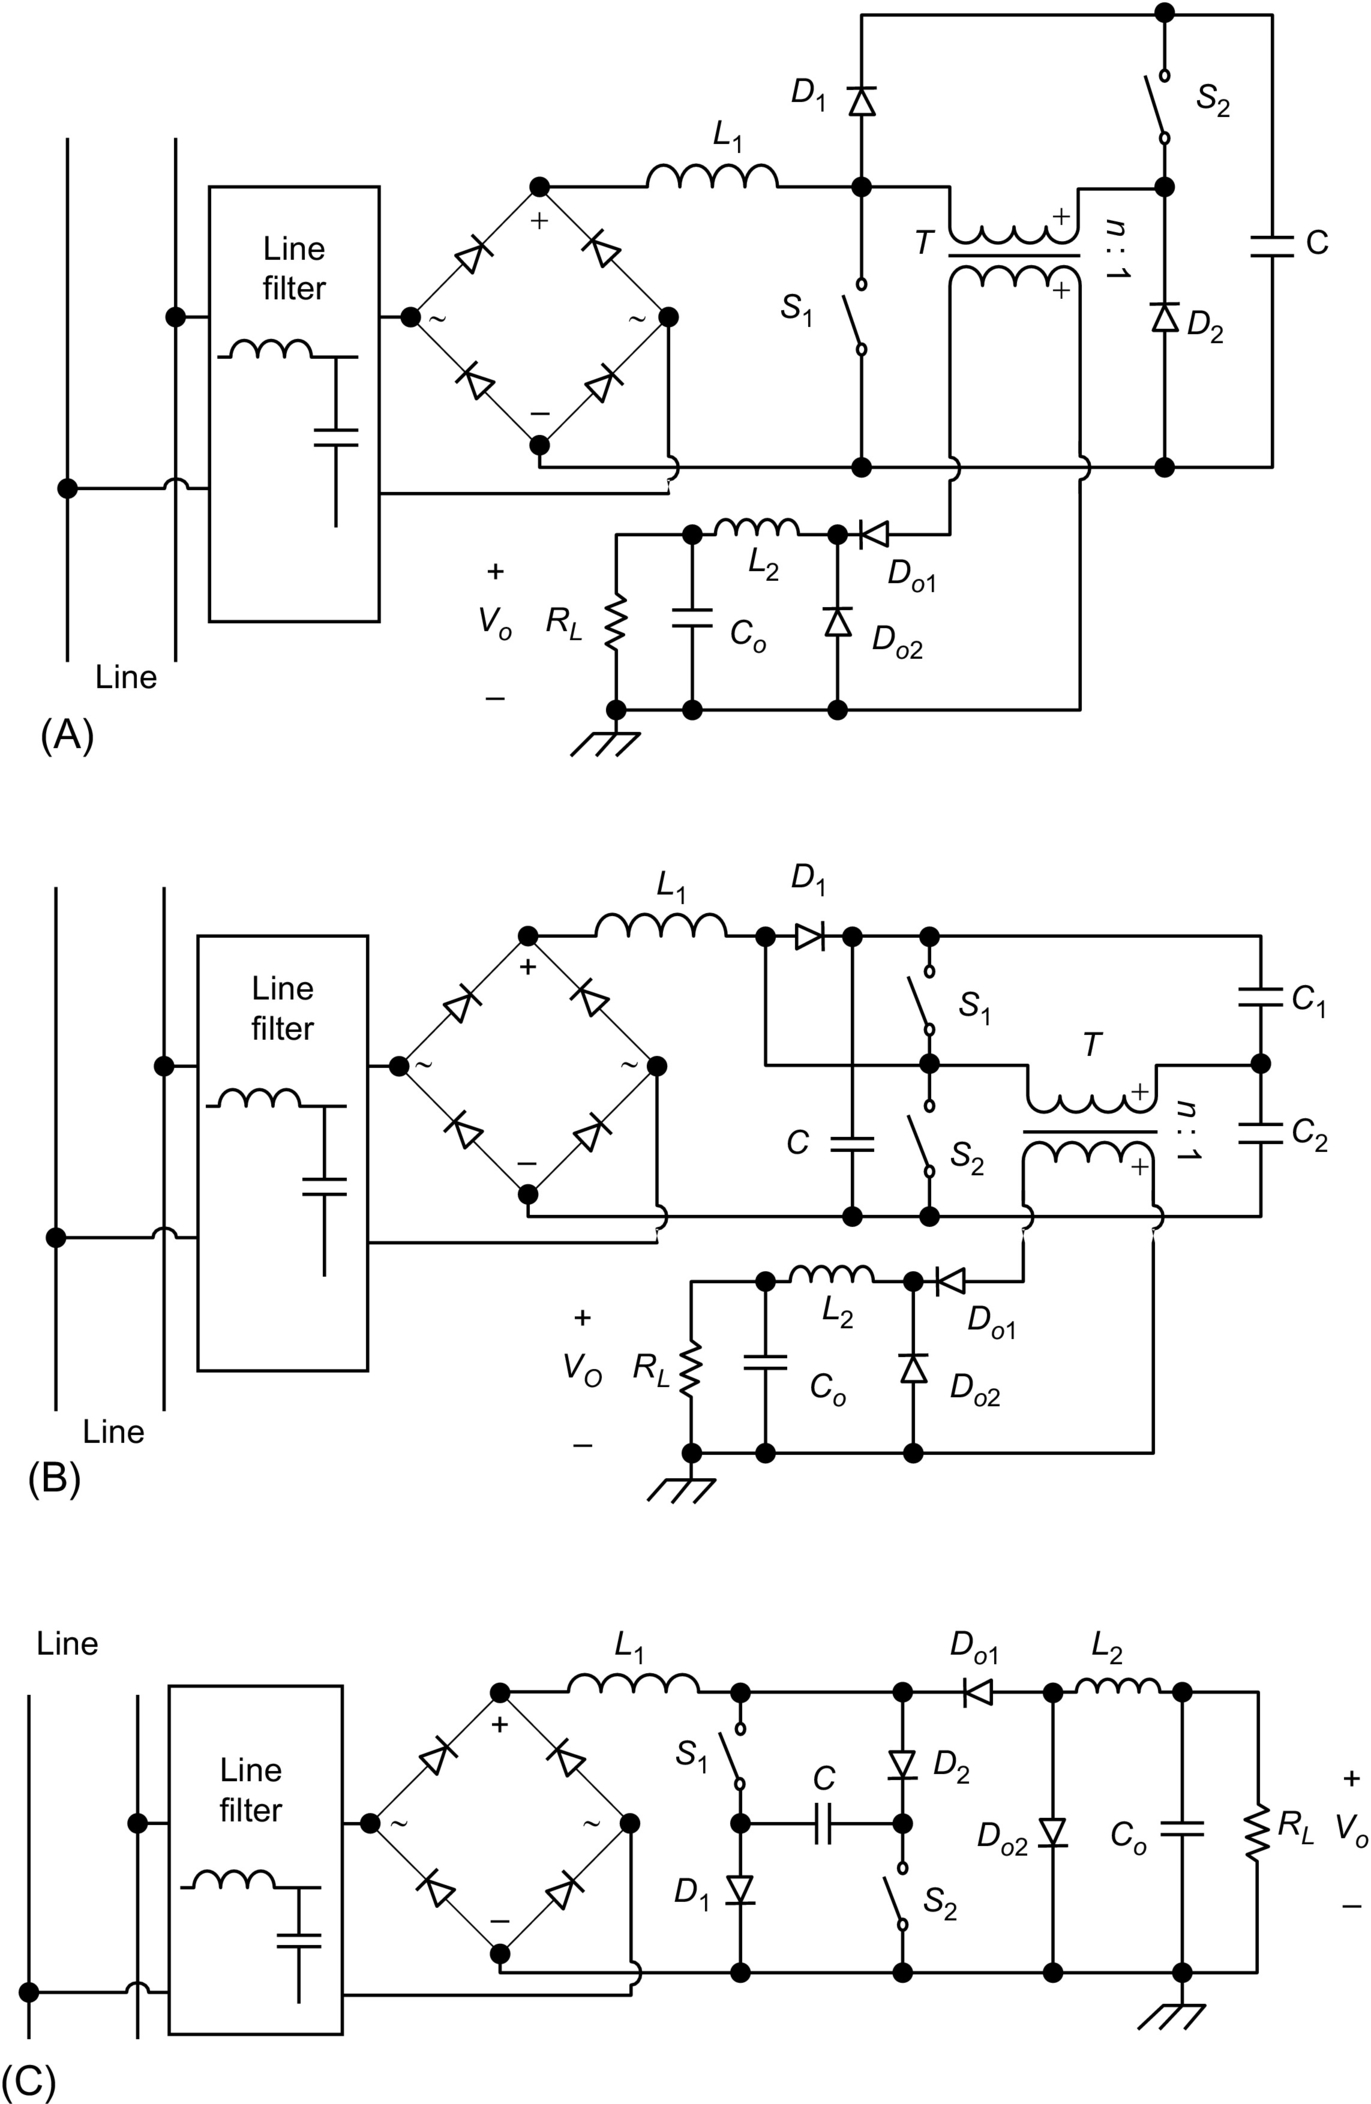 D1
S2
L1
+
T
+
n : 1
C
Line
filter
+
~
~
S1
D2
−
+
L2
Do1
+
Vo
RL
Co
Do2
−
Line
(A)
L1
D1
Line
filter
+
S1
C1
T
~
~
+
n : 1
C
S2
C2
−
+
+
L2
Do1
VO
RL
Co
Do2
−
Line
(B)
Line
L1
Do1
L2
+
S1
C
D2
+
Line
filter
~
~
Do2
Co
RL
Vo
D1
S2
−
−
(C)